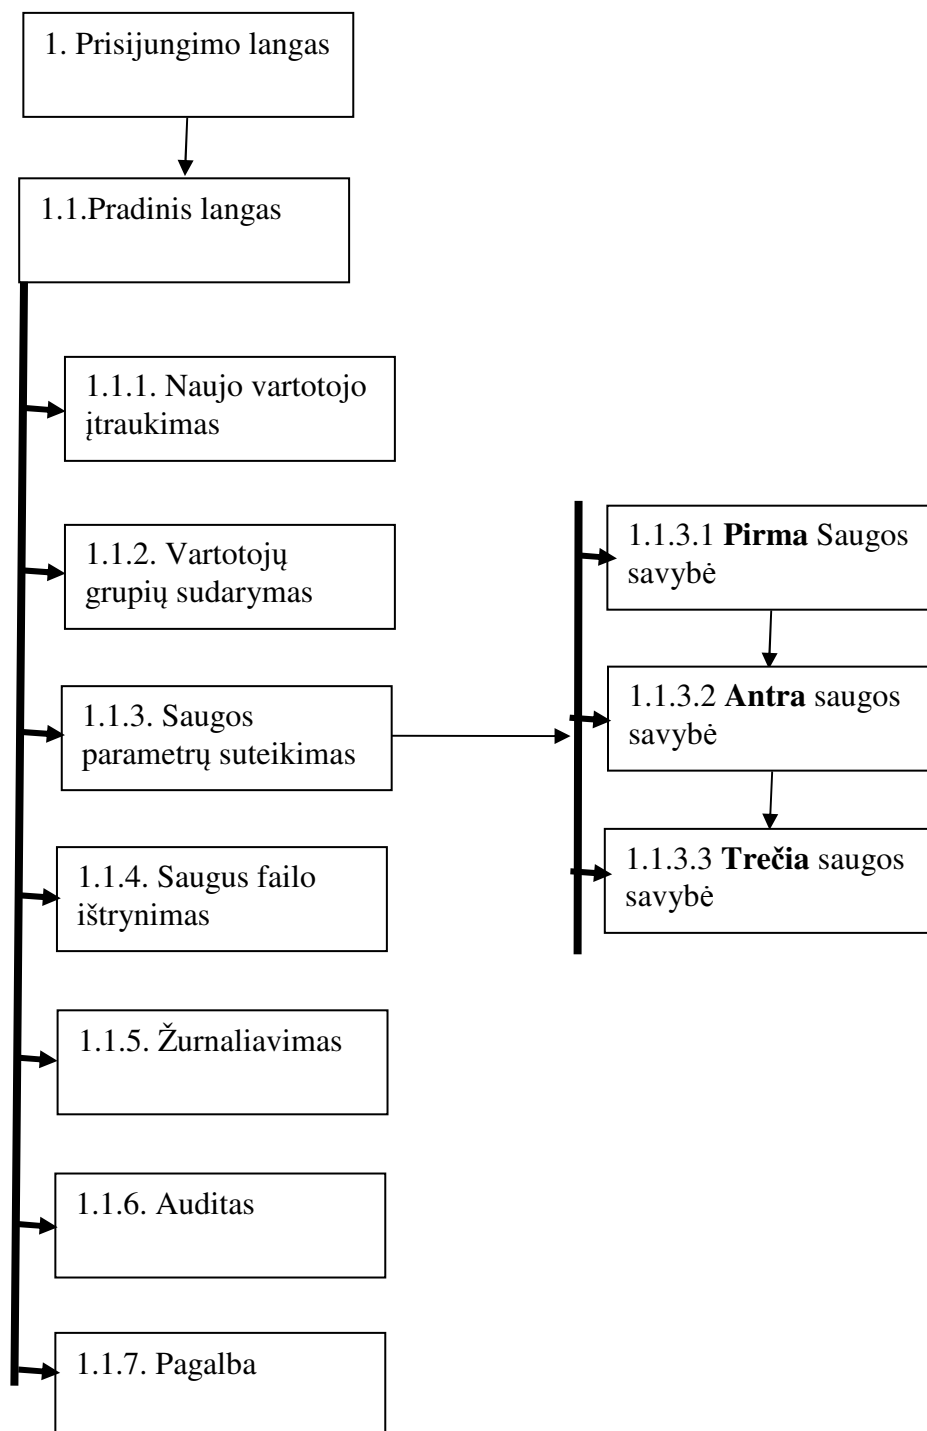 1. Prisijungimo langas
1.1.Pradinis langas
1.1.1. Naujo vartotojo
įtraukimas
1.1.2. Vartotojų
grupių sudarymas
1.1.3. Saugos
parametrų suteikimas
1.1.3.1 Pirma Saugos
savybė
1.1.3.2 Antra saugos
savybė
1.1.3.3 Trečia saugos
savybė
1.1.4. Saugus failo
ištrynimas
1.1.5. Žurnaliavimas
1.1.6. Auditas
1.1.7. Pagalba